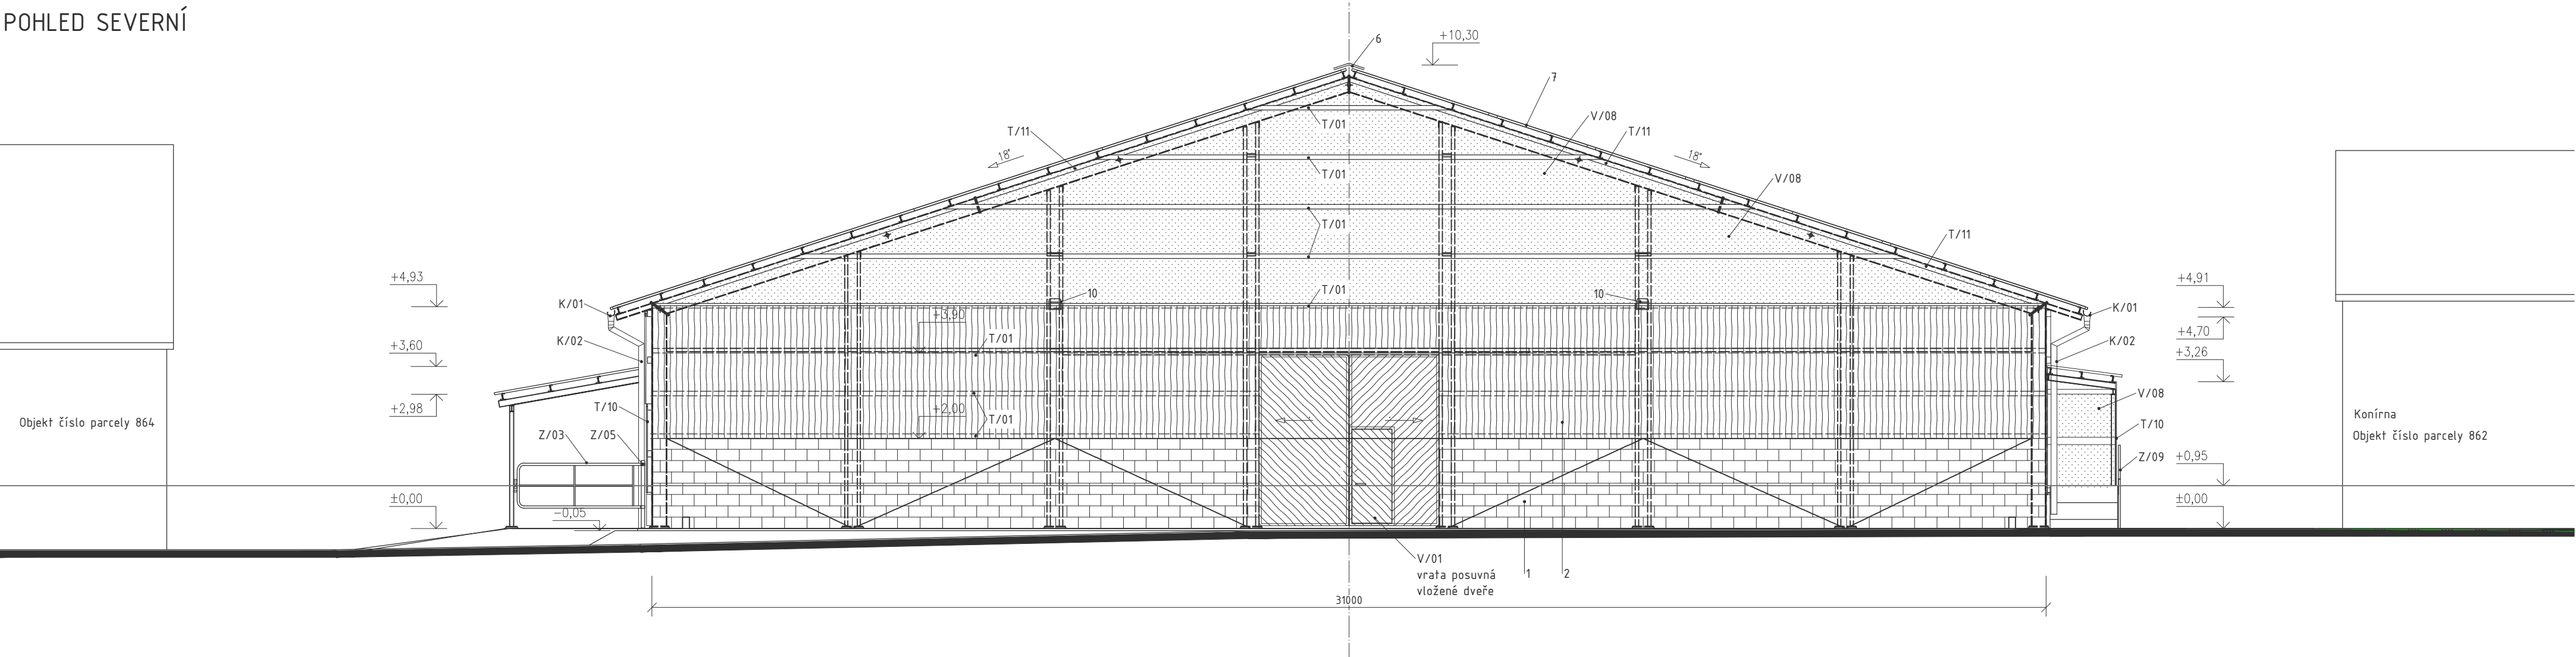 POHLED SEVERNÍ
6
+10,30
7
T/01
V/08
T/11
T/11
18°
18°
T/01
V/08
T/01
T/11
+4,93
+4,91
K/01
10
T/01
10
K/01
+3,90
+4,70
K/02
T/01
K/02
+3,60
+3,26
+2,98
T/10
+2,00
T/01
V/08
Objekt číslo parcely 864
Konírna
Objekt číslo parcely 862
Z/03
Z/05
T/10
Z/09
+0,95
±0,00
±0,00
-0,05
V/01
vrata posuvná
vložené dveře
1
2
31000